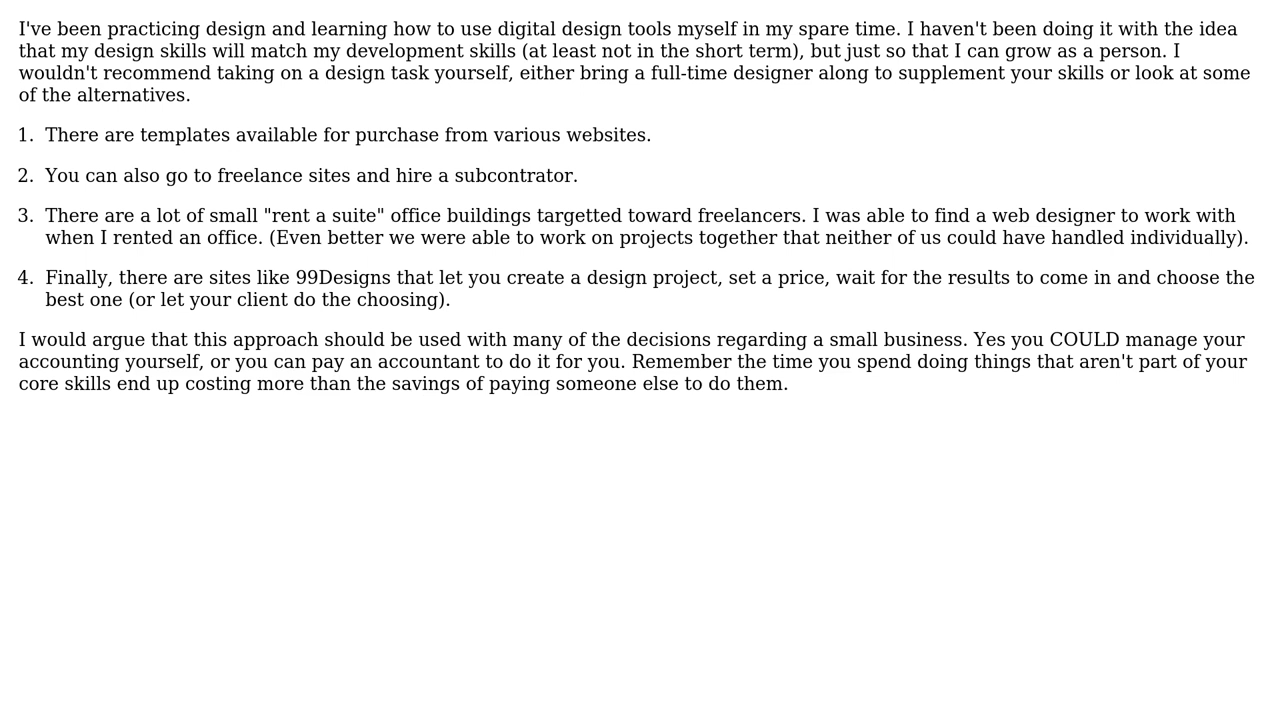 I've been practicing design and learning how to use digital design tools myself in my spare time. I haven't been doing it with the idea
that my design skills will match my development skills (at least not in the short term), but just so that I can grow as a person. I
wouldn't recommend taking on a design task yourself, either bring a full-time designer along to supplement your skills or look at some
of the alternatives.
1. There are templates available for purchase from various websites.
2. You can also go to freelance sites and hire a subcontrator.
3. There are a lot of small "rent a suite" office buildings targetted toward freelancers. I was able to find a web designer to work with
when I rented an office. (Even better we were able to work on projects together that neither of us could have handled individually).
4. Finally, there are sites like 99Designs that let you create a design project, set a price, wait for the results to come in and choose the
best one (or let your client do the choosing).
I would argue that this approach should be used with many of the decisions regarding a small business. Yes you COULD manage your
accounting yourself, or you can pay an accountant to do it for you. Remember the time you spend doing things that aren't part of your
core skills end up costing more than the savings of paying someone else to do them.